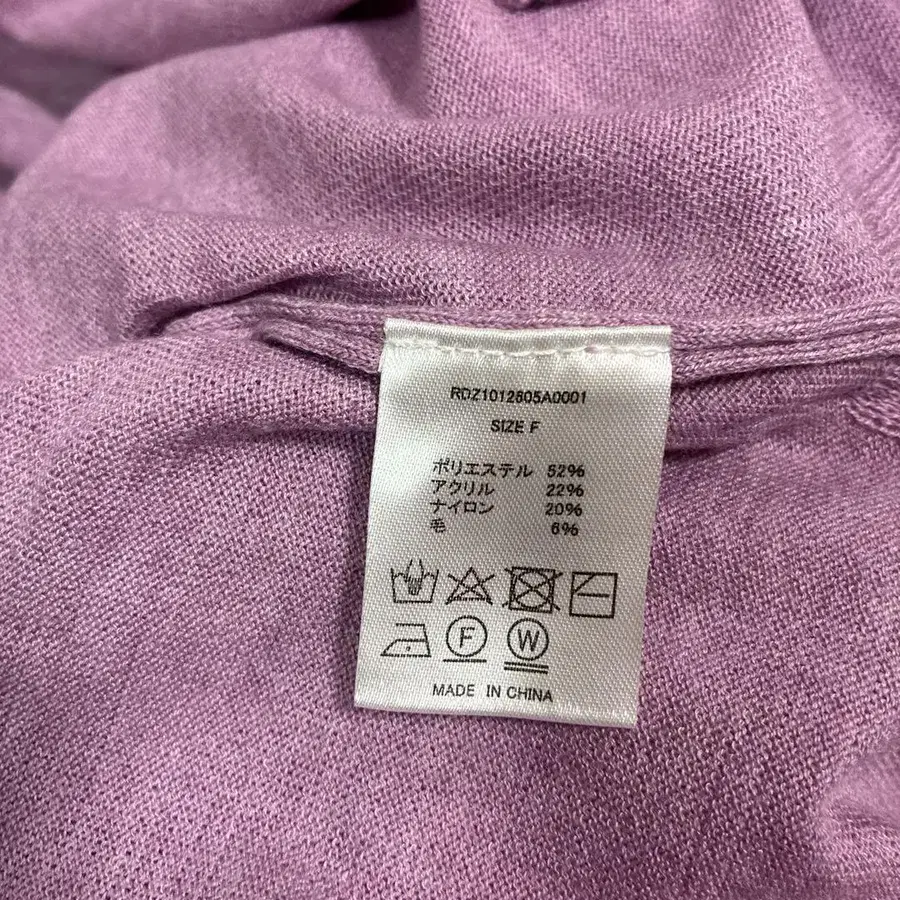 RDZ1012805A0001
SIZE F
ポリエステル 52%
アクリル 22%
ナイロン 20%
毛 6%
F W
MADE IN CHINA